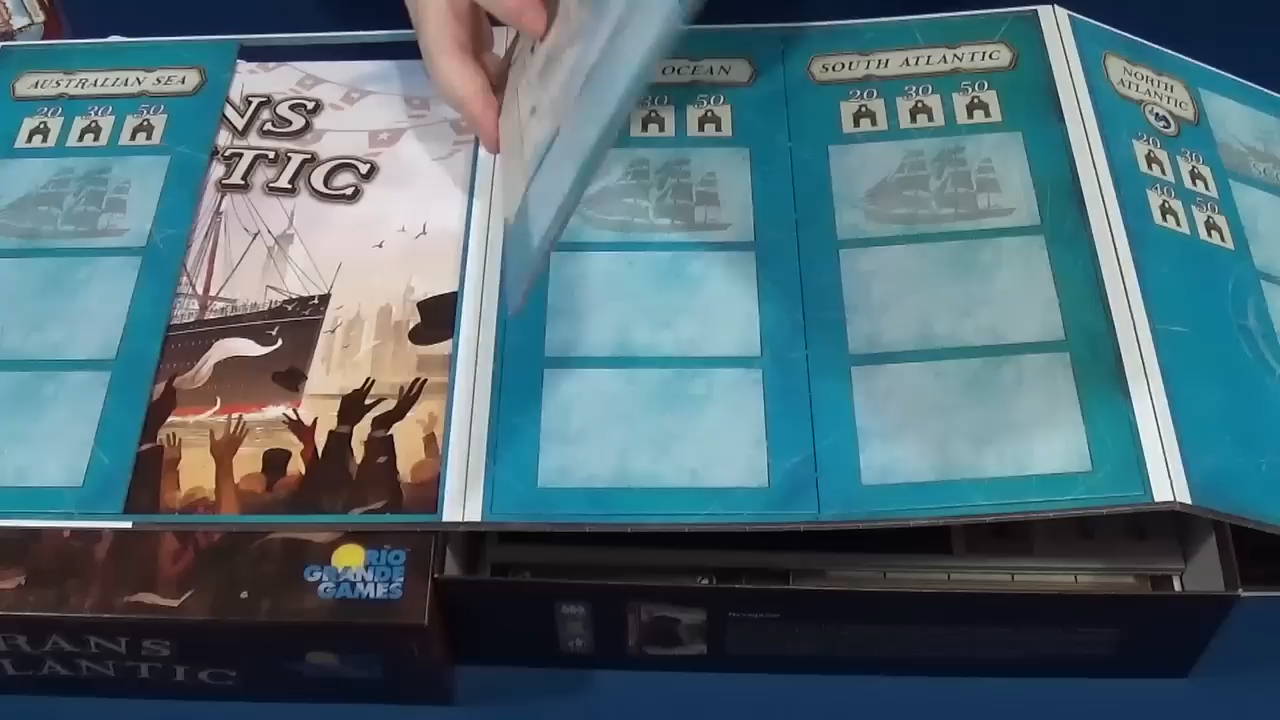 AUSTRALIAN SEA
20 30 50
NS
TIC
OCEAN
30 50
SOUTH ATLANTIC
20 30 50
NORTH
ATLANTIC
20 30
40 50
RIO
GRANDE
GAMES
RANS
LANTIC